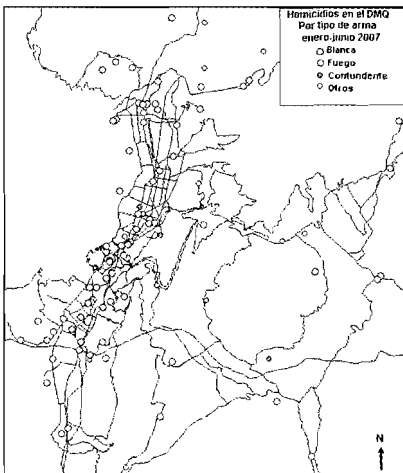 Homicidios en el DMQ
Por tipo de arma
enero-junio 2007
Blanca
Fuego
Contundente
Otros
N